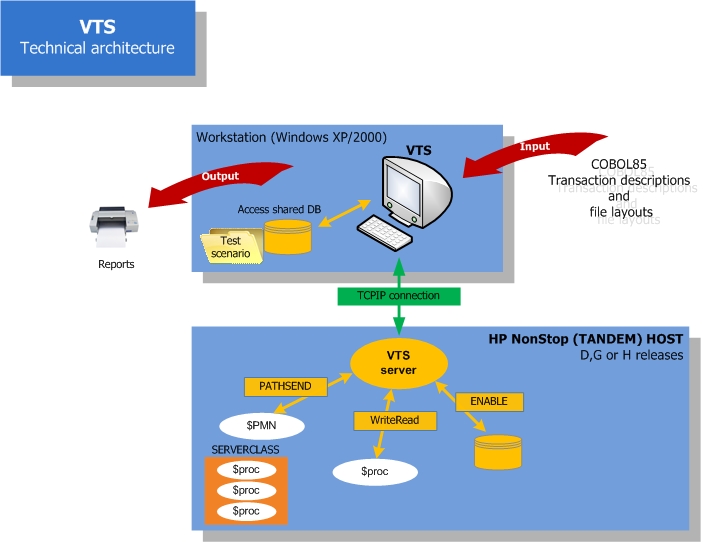 VTS
Technical architecture
Workstation (Windows XP/2000)
VTS
Input
COBOL85
Transaction descriptions
and
file layouts
Output
Access shared DB
Test
scenario
Reports
TCPIP connection
HP NonStop (TANDEM) HOST
D,G or H releases
VTS
server
PATHSEND
ENABLE
WriteRead
$PMN
SERVERCLASS
$proc
$proc
$proc
$proc